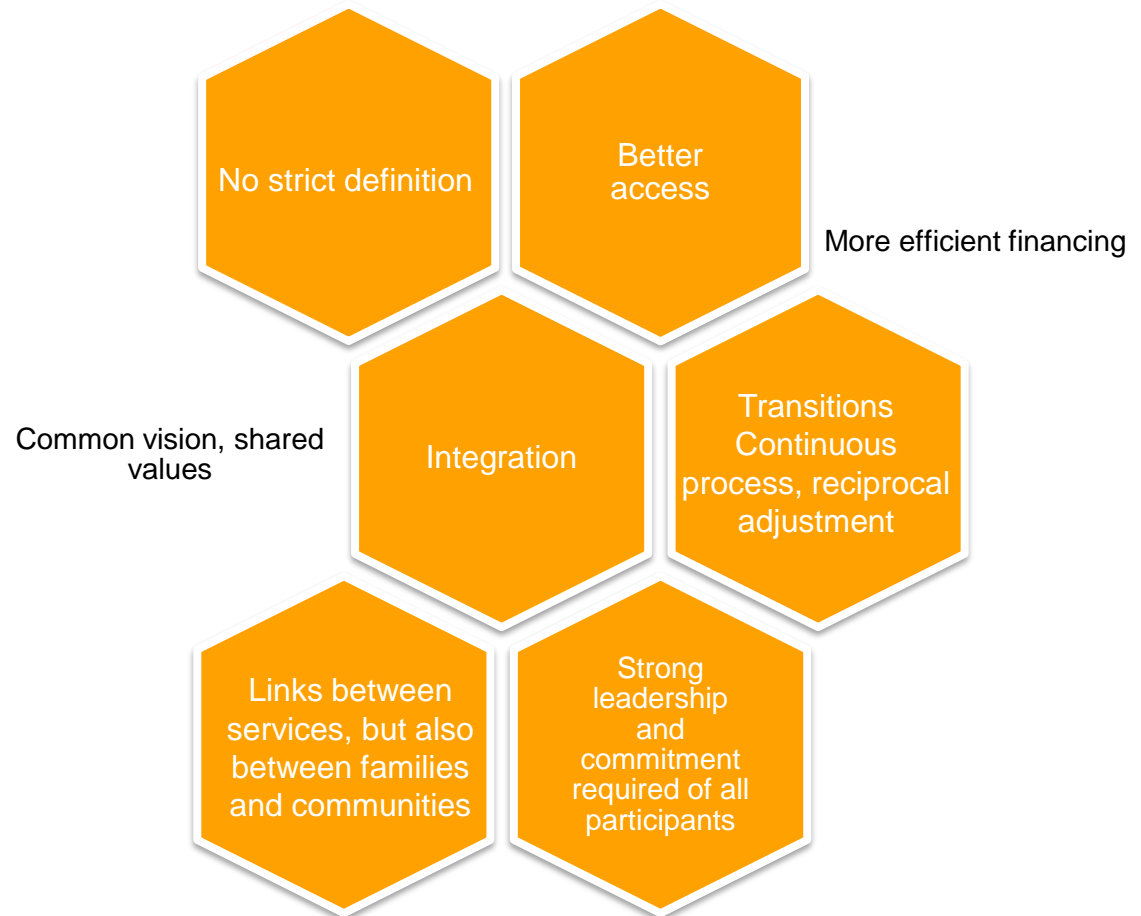 No strict definition
Better
access
More efficient financing
Common vision, shared
values
Integration
Transitions
Continuous
process, reciprocal
adjustment
Links between
services, but also
between families
and communities
Strong
leadership
and
commitment
required of all
participants